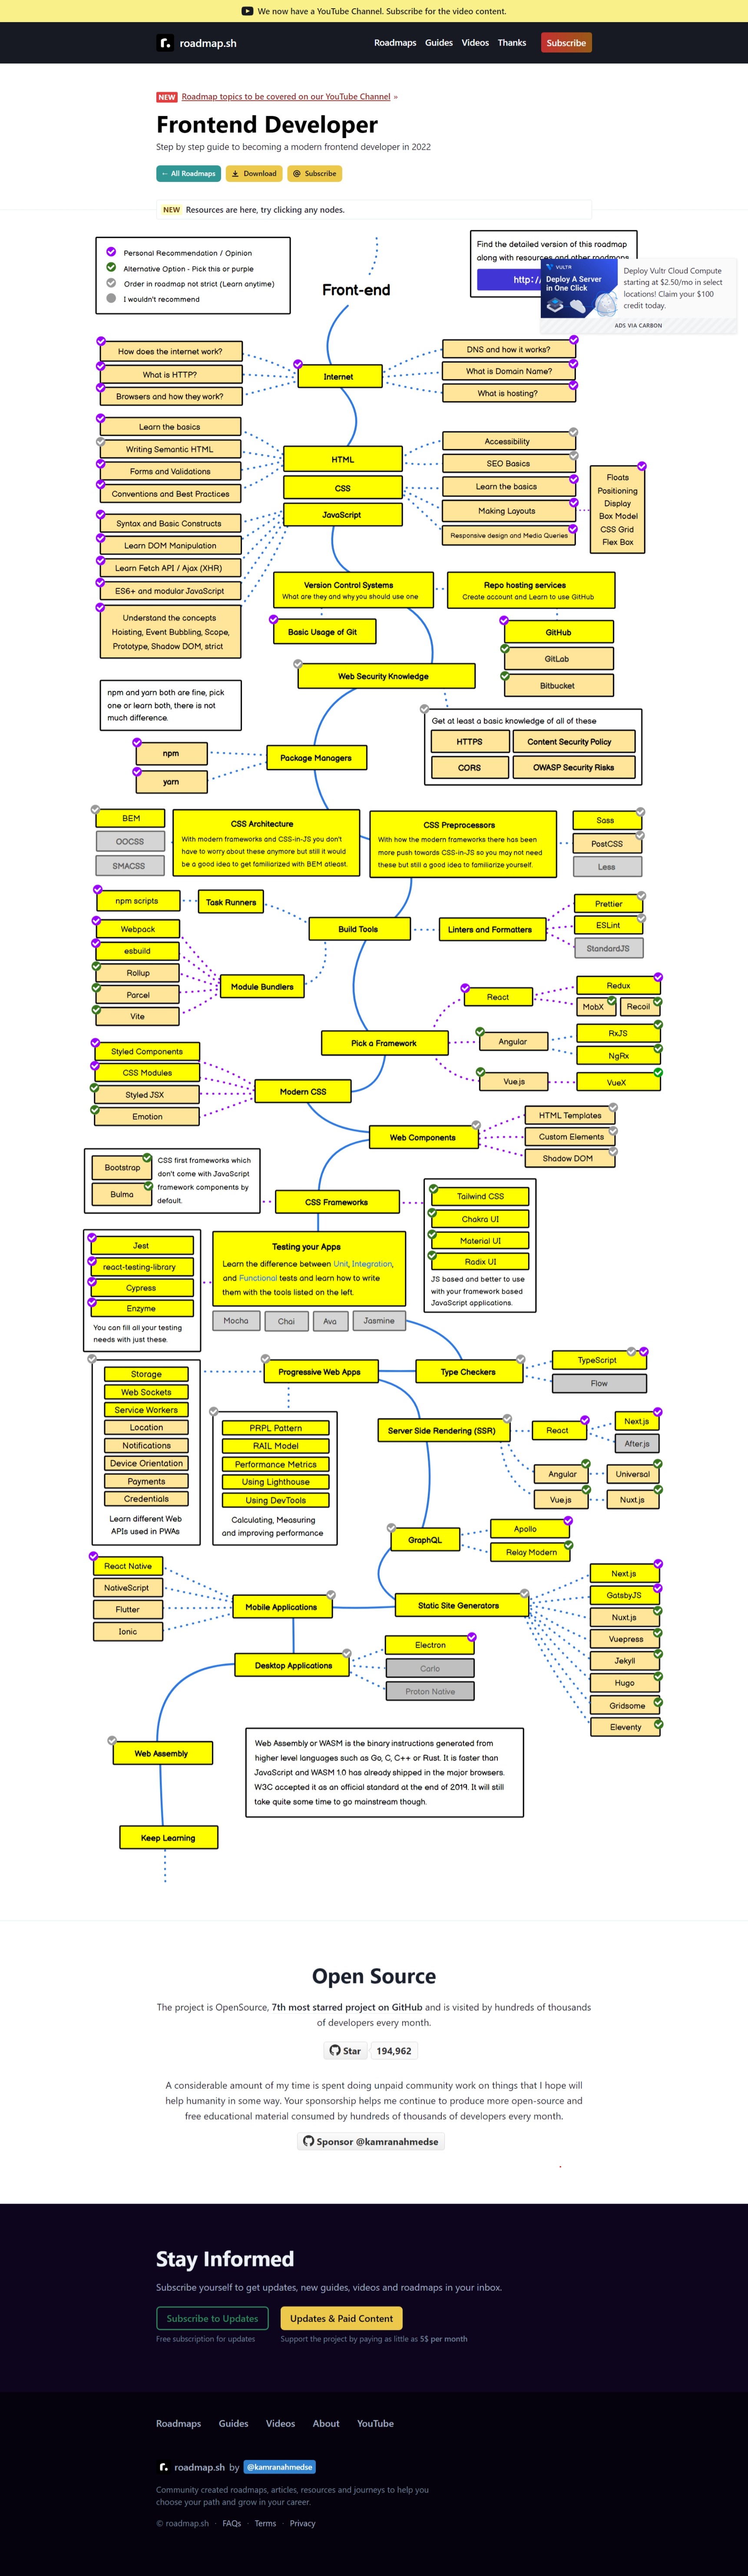 We now have a YouTube Channel. Subscribe for the video content.
roadmap.sh
Roadmaps Guides Videos Thanks Subscribe
NEW Roadmap topics to be covered on our YouTube Channel »
Frontend Developer
Step by step guide to becoming a modern frontend developer in 2022
← All Roadmaps
Download
@ Subscribe
NEW Resources are here, try clicking any nodes.
Personal Recommendation / Opinion
Alternative Option - Pick this or purple
Order in roadmap not strict (Learn anytime)
I wouldn't recommend
Front-end
Find the detailed version of this roadmap
along with resources and other roadmaps
http:/
VULTR
Deploy A Server
in One Click
Deploy Vultr Cloud Compute
starting at $2.50/mo in select
locations! Claim your $100
credit today.
ADS VIA CARBON
How does the internet work?
What is HTTP?
Browsers and how they work?
Internet
DNS and how it works?
What is Domain Name?
What is hosting?
Learn the basics
Writing Semantic HTML
Forms and Validations
Conventions and Best Practices
HTML
CSS
JavaScript
Accessibility
SEO Basics
Learn the basics
Making Layouts
Responsive design and Media Queries
Floats
Positioning
Display
Box Model
CSS Grid
Flex Box
Syntax and Basic Constructs
Learn DOM Manipulation
Learn Fetch API / Ajax (XHR)
ES6+ and modular JavaScript
Understand the concepts
Hoisting, Event Bubbling, Scope,
Prototype, Shadow DOM, strict
Version Control Systems
What are they and why you should use one
Repo hosting services
Create account and Learn to use GitHub
Basic Usage of Git
GitHub
GitLab
Bitbucket
Web Security Knowledge
Get at least a basic knowledge of all of these
HTTPS
Content Security Policy
CORS
OWASP Security Risks
npm and yarn both are fine, pick
one or learn both, there is not
much difference.
npm
yarn
Package Managers
BEM
OOCSS
SMACSS
CSS Architecture
With modern frameworks and CSS-in-JS you don't
have to worry about these anymore but still it would
be a good idea to get familiarized with BEM atleast.
CSS Preprocessors
With how the modern frameworks there has been
more push towards CSS-in-JS so you may not need
these but still a good idea to familiarize yourself.
Sass
PostCSS
Less
npm scripts
Task Runners
Build Tools
Linters and Formatters
Prettier
ESLint
StandardJS
Webpack
esbuild
Rollup
Parcel
Vite
Module Bundlers
Pick a Framework
React
Redux
MobX
Recoil
Angular
RxJS
NgRx
Vue.js
VueX
Styled Components
CSS Modules
Styled JSX
Emotion
Modern CSS
Web Components
HTML Templates
Custom Elements
Shadow DOM
Bootstrap
Bulma
CSS first frameworks which
don't come with JavaScript
framework components by
default.
CSS Frameworks
Tailwind CSS
Chakra UI
Material UI
Radix UI
JS based and better to use
with your framework based
JavaScript applications.
Jest
react-testing-library
Cypress
Enzyme
You can fill all your testing
needs with just these.
Testing your Apps
Learn the difference between Unit, Integration,
and Functional tests and learn how to write
them with the tools listed on the left.
Mocha
Chai
Ava
Jasmine
Progressive Web Apps
Type Checkers
TypeScript
Flow
Storage
Web Sockets
Service Workers
Location
Notifications
Device Orientation
Payments
Credentials
Learn different Web
APIs used in PWAs
PRPL Pattern
RAIL Model
Performance Metrics
Using Lighthouse
Using DevTools
Calculating, Measuring
and improving performance
Server Side Rendering (SSR)
React
Next.js
After.js
Angular
Universal
Vue.js
Nuxt.js
GraphQL
Apollo
Relay Modern
React Native
NativeScript
Flutter
Ionic
Mobile Applications
Static Site Generators
Next.js
GatsbyJS
Nuxt.js
Vuepress
Jekyll
Hugo
Gridsome
Eleventy
Desktop Applications
Electron
Carlo
Proton Native
Web Assembly
Web Assembly or WASM is the binary instructions generated from
higher level languages such as Go, C, C++ or Rust. It is faster than
JavaScript and WASM 1.0 has already shipped in the major browsers.
W3C accepted it as an official standard at the end of 2019. It will still
take quite some time to go mainstream though.
Keep Learning
Open Source
The project is OpenSource, 7th most starred project on GitHub and is visited by hundreds of thousands
of developers every month.
Star 194,962
A considerable amount of my time is spent doing unpaid community work on things that I hope will
help humanity in some way. Your sponsorship helps me continue to produce more open-source and
free educational material consumed by hundreds of thousands of developers every month.
Sponsor @kamranahmedse
Stay Informed
Subscribe yourself to get updates, new guides, videos and roadmaps in your inbox.
Subscribe to Updates
Updates & Paid Content
Free subscription for updates
Support the project by paying as little as 5$ per month
Roadmaps Guides Videos About YouTube
roadmap.sh by @kamranahmedse
Community created roadmaps, articles, resources and journeys to help you
choose your path and grow in your career.
© roadmap.sh · FAQs · Terms · Privacy